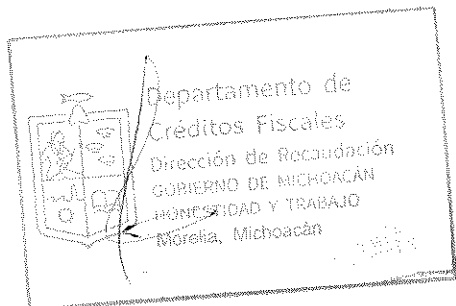 Departamento de
Créditos Fiscales
Dirección de Recaudación
GOBIERNO DE MICHOACÁN
HONESTIDAD Y TRABAJO
Morelia, Michoacán